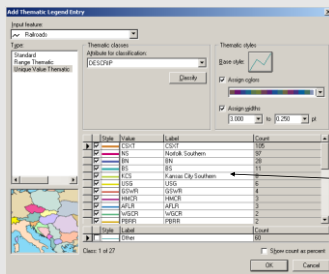 Add Thematic Legend Entry
Input feature:
Railroads
Type:
Standard
Range Thematic
Unique Value Thematic
Thematic classes
Attribute for classification:
DESCRIP
Classify
Thematic styles
Base style:
Assign colors
Assign widths
3.000 to 0.250 pt
Style Value Label Count
CSXT CSXT 105
NS Norfolk Southern 97
BN BN 28
BS BS 11
KCS Kansas City Southern
USG USG 6
GSWR GSWR 4
HMCR HMCR 3
AFLR AFLR 3
WGCR WGCR 2
PBRR PBRR 2
Style Label Count
Other 60
Class: 1 of 27
Show count as percent
OK Cancel